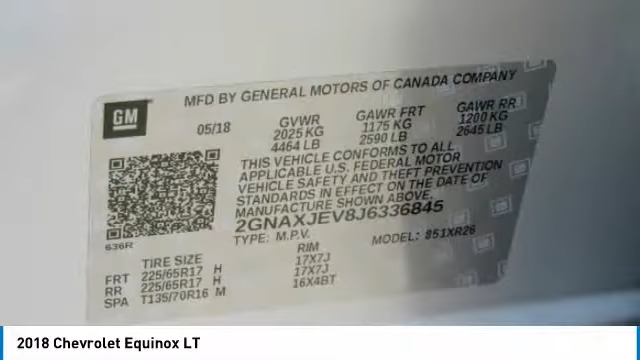 GM
MFD BY GENERAL MOTORS OF CANADA COMPANY
05/18 GVWR GAWR FRT GAWR RR
2025 KG 1175 KG 1200 KG
4464 LB 2590 LB 2645 LB
THIS VEHICLE CONFORMS TO ALL
APPLICABLE U.S. FEDERAL MOTOR
VEHICLE SAFETY AND THEFT PREVENTION
STANDARDS IN EFFECT ON THE DATE OF
MANUFACTURE SHOWN ABOVE.
2GNAXJEV8J6336845
636R
TYPE: M.P.V. MODEL: 851XR26
TIRE SIZE RIM
FRT 225/65R17 H 17X7J
RR 225/65R17 H 17X7J
SPA T135/70R16 M 16X4BT
2018 Chevrolet Equinox LT